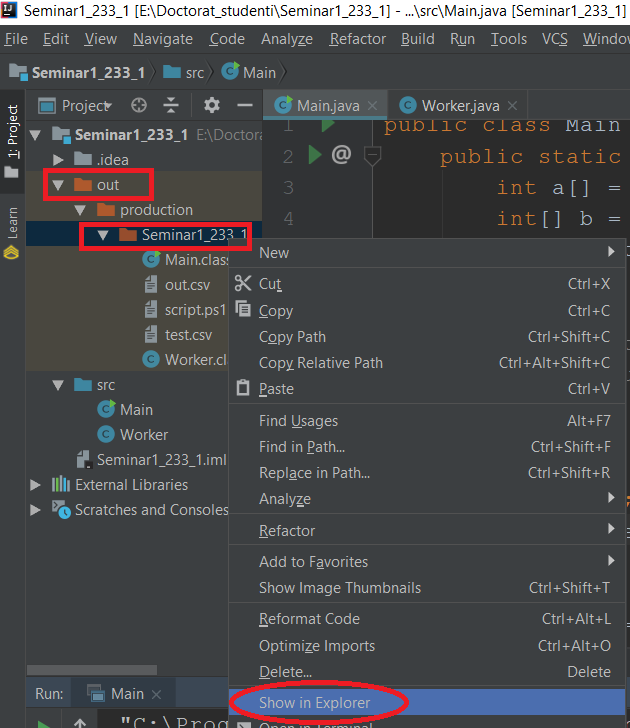 Seminar1_233_1 [E:\Doctorat_studenti\Seminar1_233_1] - ...\src\Main.java [Seminar1_233_1]
File Edit View Navigate Code Analyze Refactor Build Run Tools VCS Window
Seminar1_233_1 src Main
1: Project
Learn
Project
Main.java Worker.java
Seminar1_233_1 E:\Doctora
.idea
out
production
Seminar1_233_1
Main.class
out.csv
script.ps1
test.csv
Worker.cl
src
Main
Worker
Seminar1_233_1.iml
External Libraries
Scratches and Consoles
1 public class Main
2 @ public static
3 int a[] =
4 int[] b =
New
Cut Ctrl+X
Copy Ctrl+C
Copy Path Ctrl+Shift+C
Copy Relative Path Ctrl+Alt+Shift+C
Paste Ctrl+V
Find Usages Alt+F7
Find in Path... Ctrl+Shift+F
Replace in Path... Ctrl+Shift+R
Analyze
Refactor
Add to Favorites
Show Image Thumbnails Ctrl+Shift+T
Reformat Code Ctrl+Alt+L
Optimize Imports Ctrl+Alt+O
Delete... Delete
Show in Explorer
Open in Terminal
Run: Main
"C:\Prog